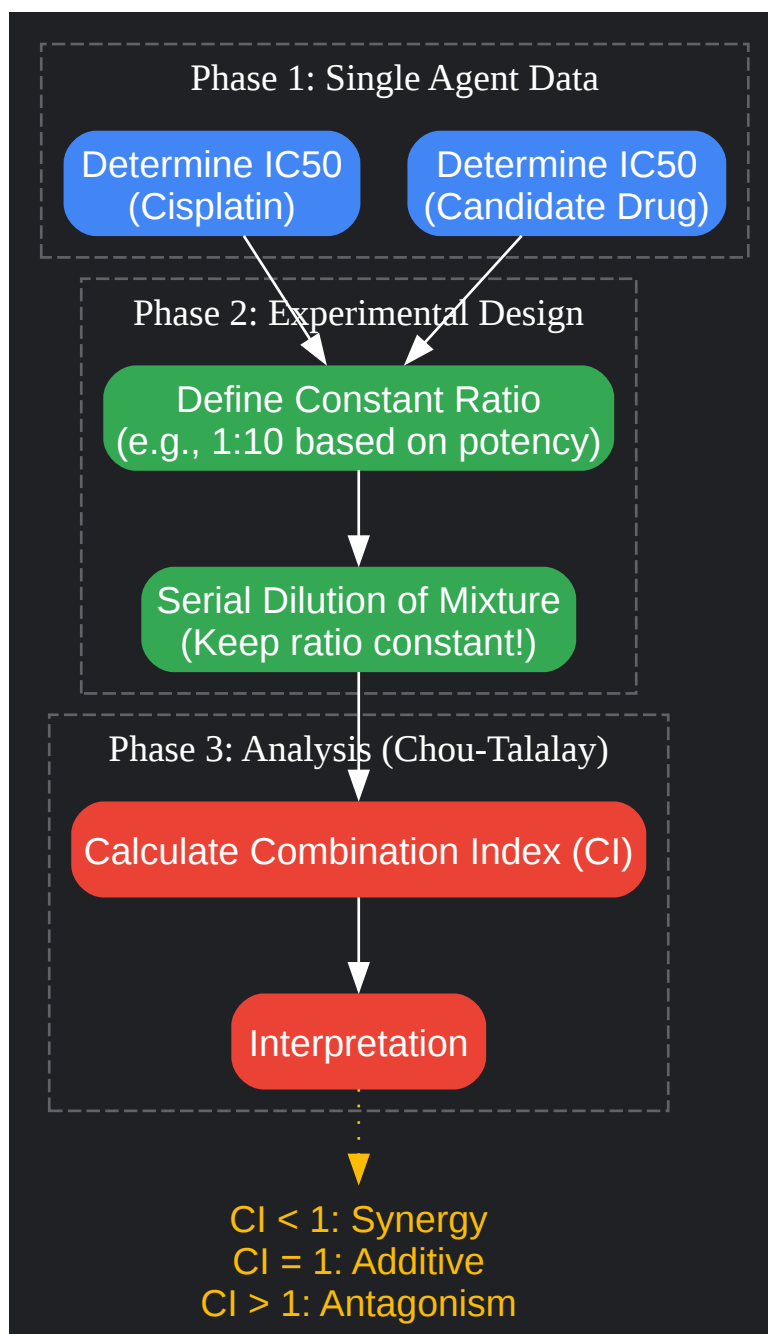 Phase 1: Single Agent Data
Determine IC50
(Cisplatin)
Determine IC50
(Candidate Drug)
Phase 2: Experimental Design
Define Constant Ratio
(e.g., 1:10 based on potency)
Serial Dilution of Mixture
(Keep ratio constant!)
Phase 3: Analysis (Chou-Talalay)
Calculate Combination Index (CI)
Interpretation
CI < 1: Synergy
CI = 1: Additive
CI > 1: Antagonism